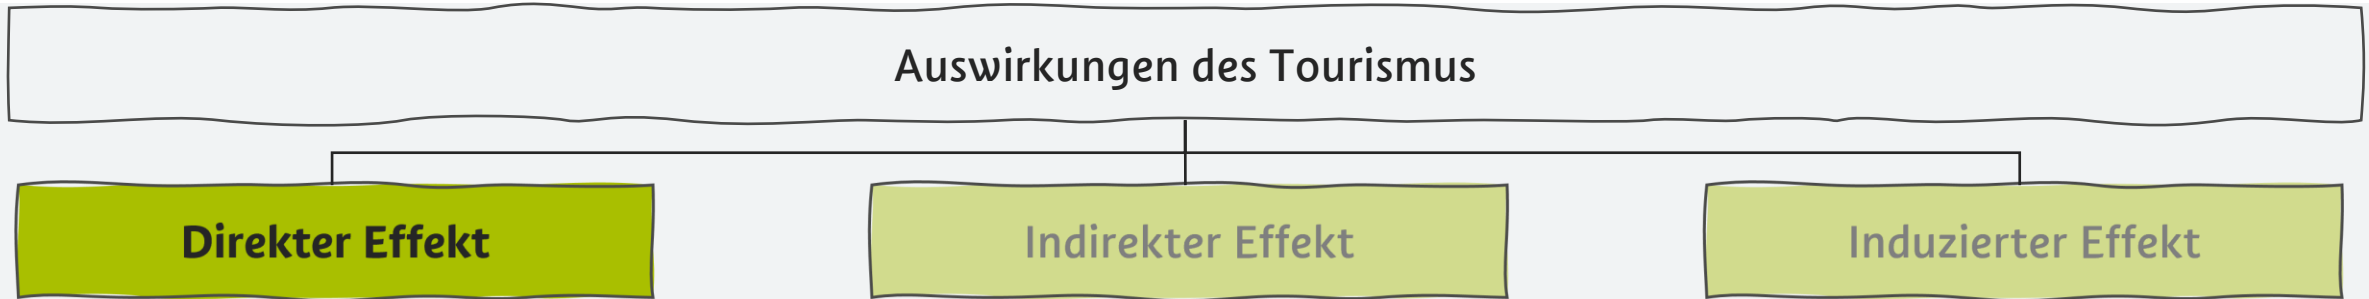 Auswirkungen des Tourismus
Direkter Effekt
Indirekter Effekt
Induzierter Effekt